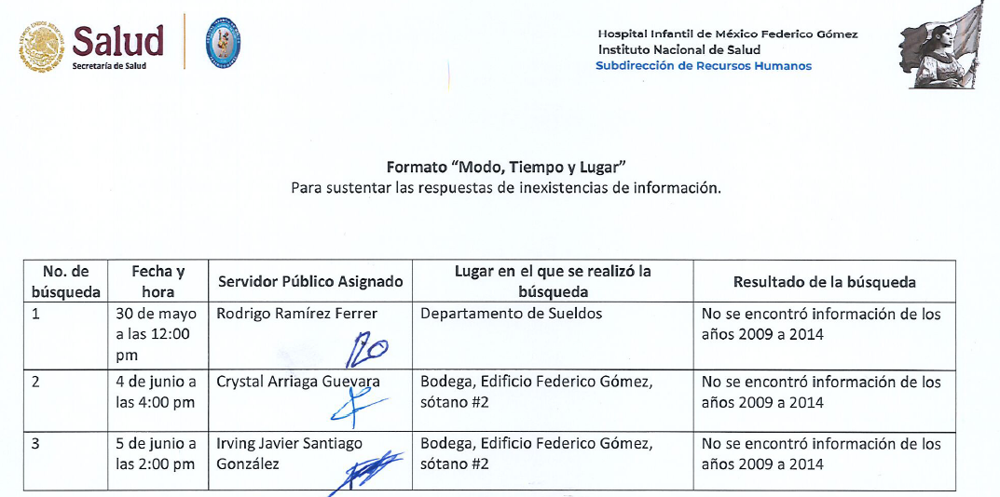 Salud
Secretaría de Salud
Hospital Infantil de México Federico Gómez
Instituto Nacional de Salud
Subdirección de Recursos Humanos
Formato “Modo, Tiempo y Lugar”
Para sustentar las respuestas de inexistencias de información.
No. de búsqueda
Fecha y hora
Servidor Público Asignado
Lugar en el que se realizó la búsqueda
Resultado de la búsqueda
1
30 de mayo
a las 12:00
pm
Rodrigo Ramírez Ferrer
Departamento de Sueldos
No se encontró información de los
años 2009 a 2014
2
4 de junio a
las 4:00 pm
Crystal Arriaga Guevara
Bodega, Edificio Federico Gómez,
sótano #2
No se encontró información de los
años 2009 a 2014
3
5 de junio a
las 2:00 pm
Irving Javier Santiago
González
Bodega, Edificio Federico Gómez,
sótano #2
No se encontró información de los
años 2009 a 2014